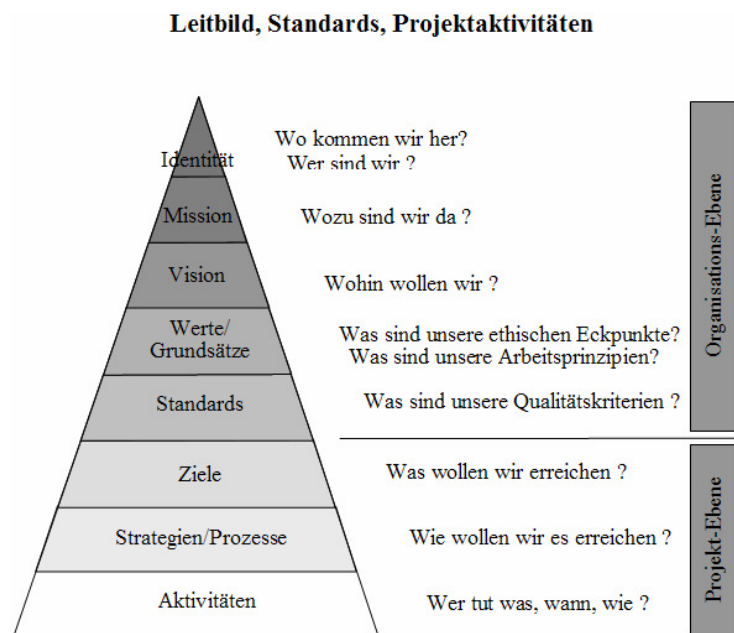 Leitbild, Standards, Projektaktivitäten
Identität
Wo kommen wir her?
Wer sind wir ?
Mission
Wozu sind wir da ?
Vision
Wohin wollen wir ?
Werte/
Grundsätze
Was sind unsere ethischen Eckpunkte?
Was sind unsere Arbeitsprinzipien?
Standards
Was sind unsere Qualitätskriterien ?
Organisations-Ebene
Ziele
Was wollen wir erreichen ?
Strategien/Prozesse
Wie wollen wir es erreichen ?
Aktivitäten
Wer tut was, wann, wie ?
Projekt-Ebene